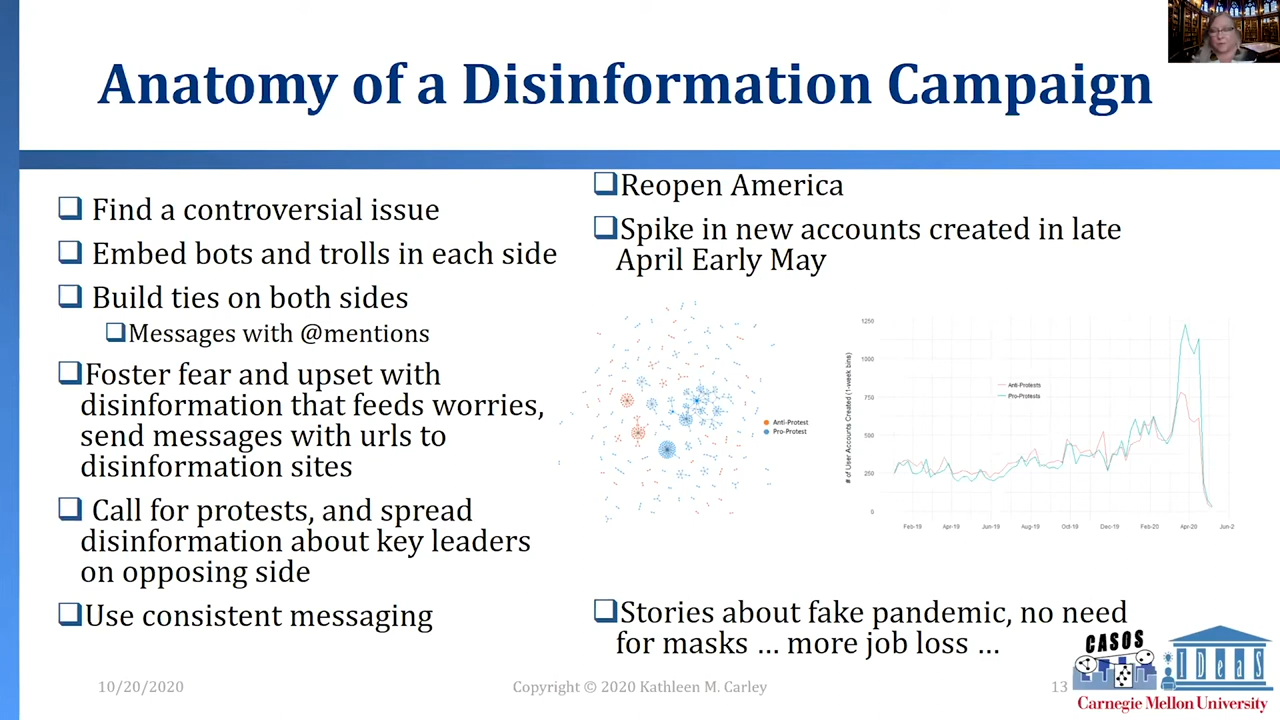 Anatomy of a Disinformation Campaign
Find a controversial issue
Embed bots and trolls in each side
Build ties on both sides
Messages with @mentions
Foster fear and upset with
disinformation that feeds worries,
send messages with urls to
disinformation sites
Call for protests, and spread
disinformation about key leaders
on opposing side
Use consistent messaging
Reopen America
Spike in new accounts created in late
April Early May
Anti-Protest
Pro-Protest
# of User Accounts Created (1-week bins)
1250
1000
750
500
250
0
Anti-Protests
Pro-Protests
Feb-19 Apr-19 Jun-19 Aug-19 Oct-19 Dec-19 Feb-20 Apr-20 Jun-2
Stories about fake pandemic, no need
for masks … more job loss …
10/20/2020
Copyright © 2020 Kathleen M. Carley
13
CASOS
IDeaS
Carnegie Mellon University